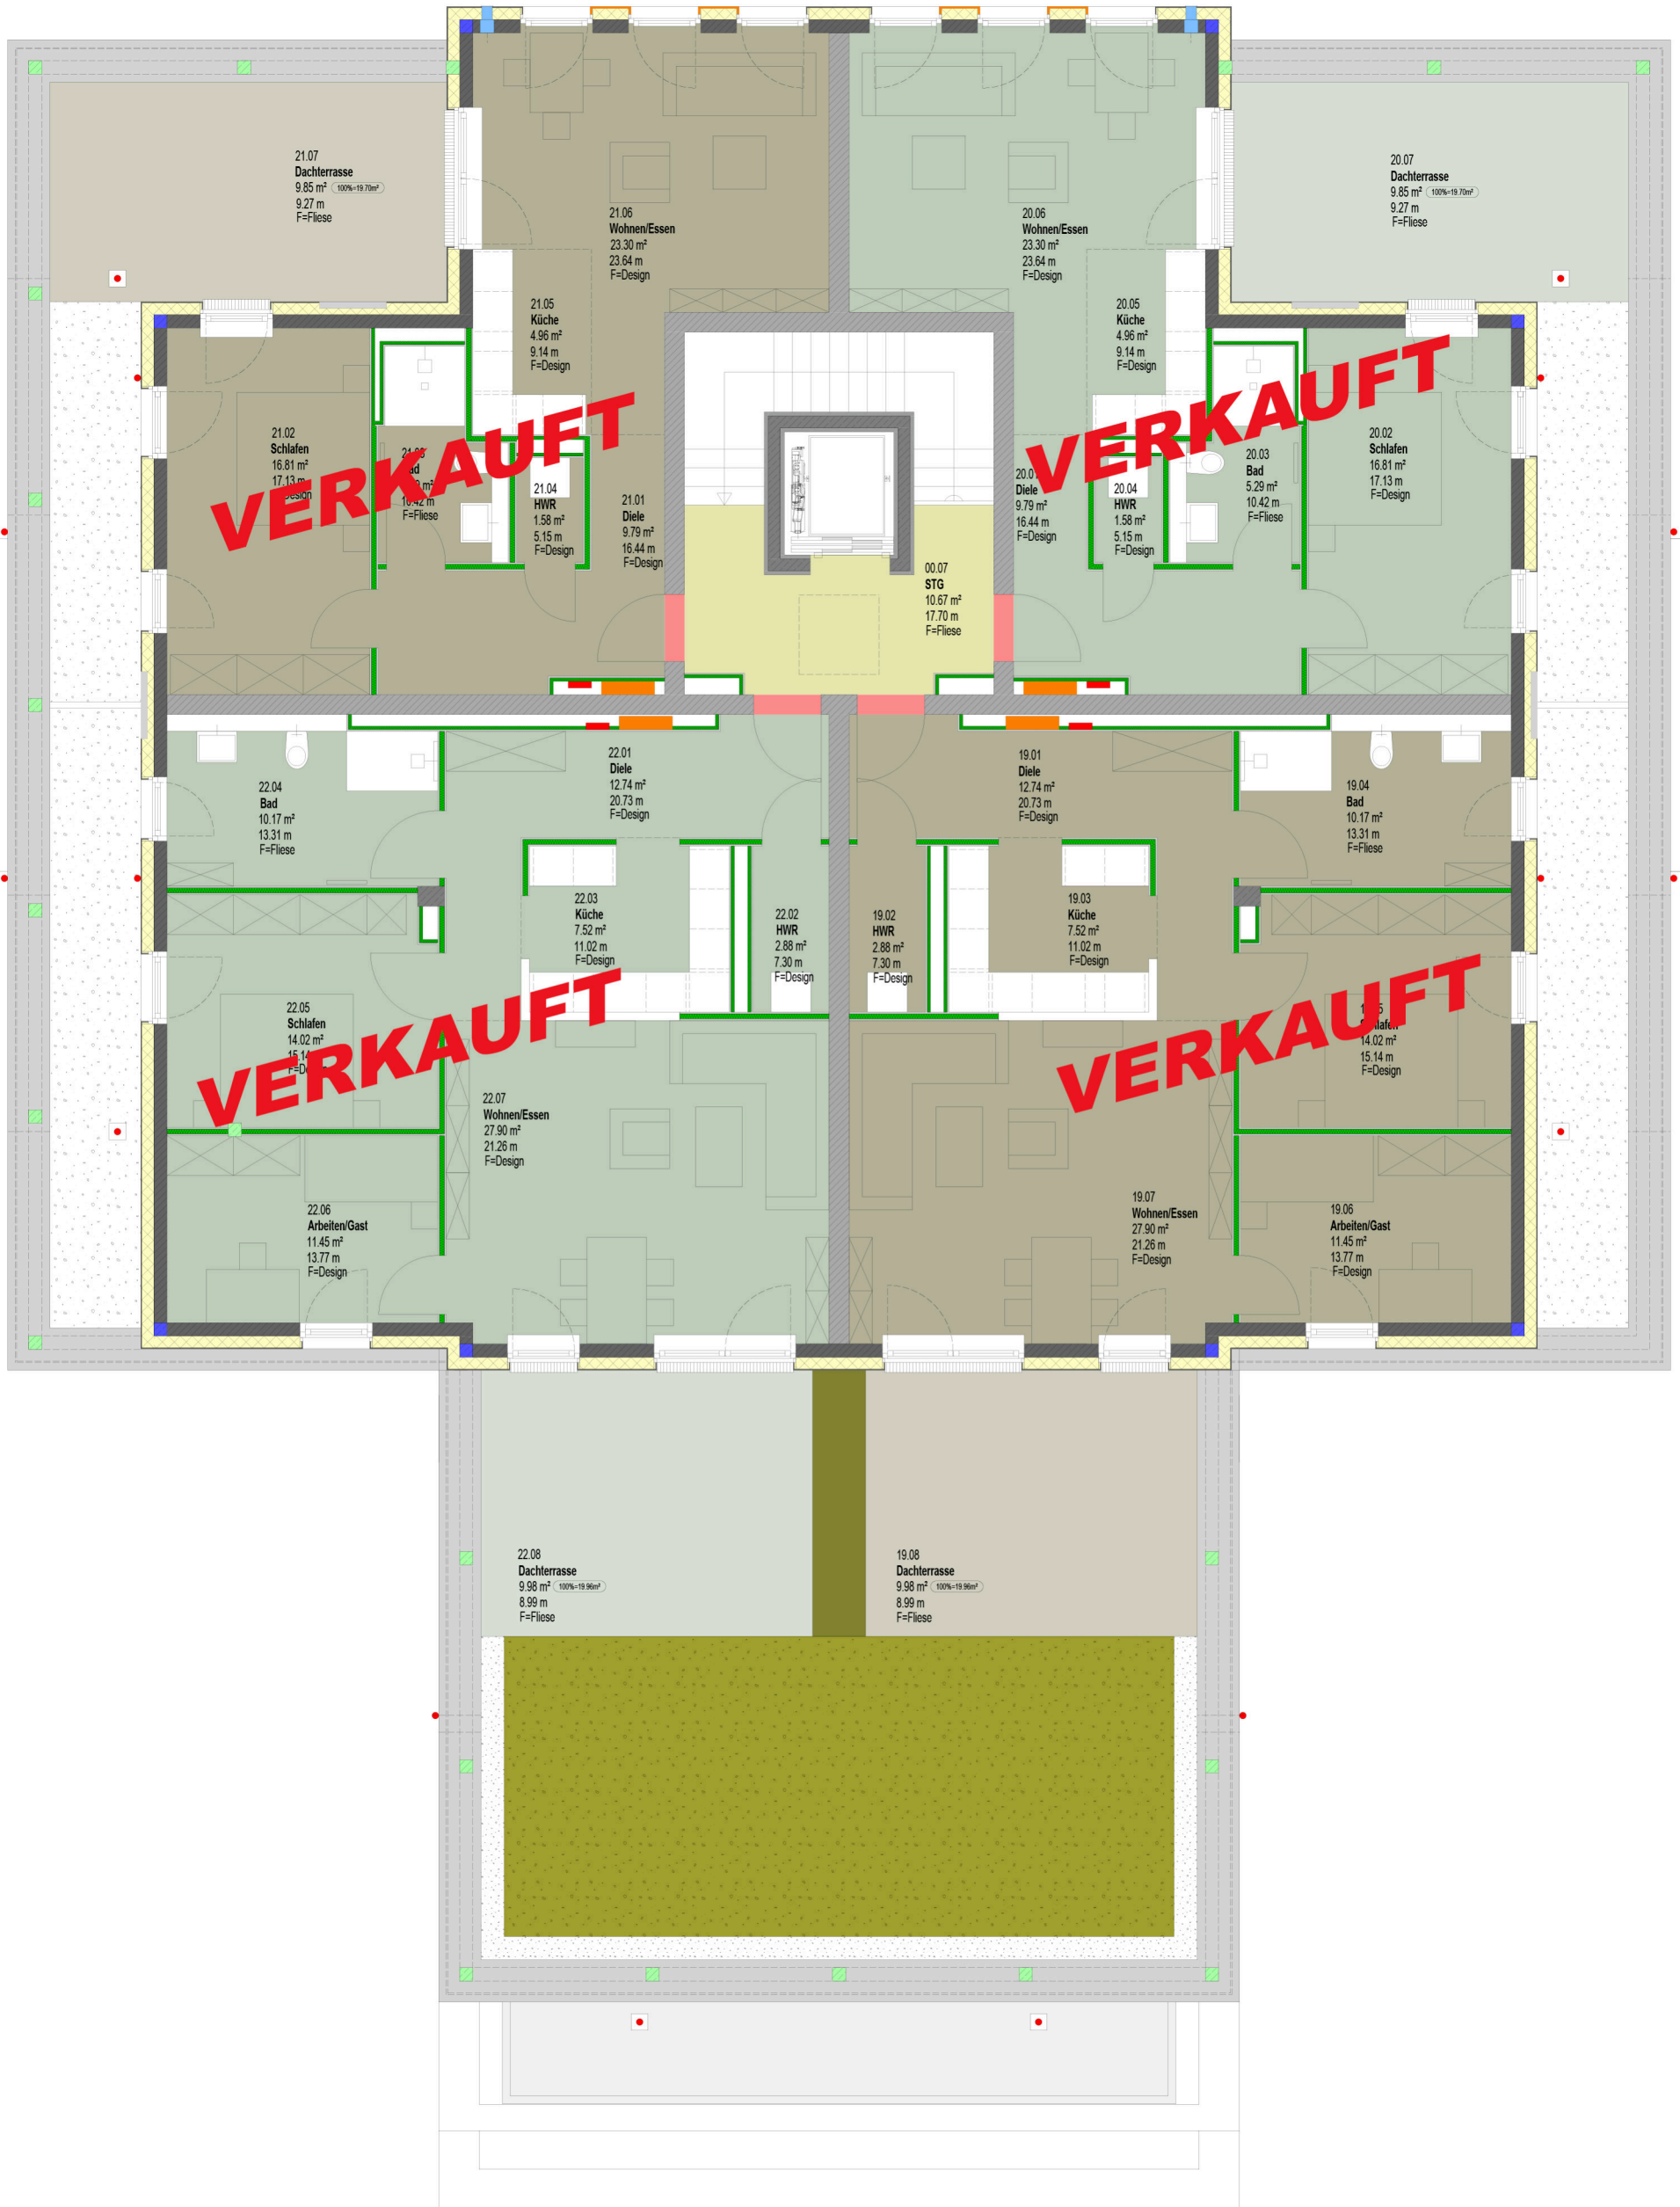 21.07
Dachterrasse
9.85 m² 100%=19.70m²
9.27 m
F=Fliese
20.07
Dachterrasse
9.85 m² 100%=19.70m²
9.27 m
F=Fliese
21.06
Wohnen/Essen
23.30 m²
23.64 m
F=Design
20.06
Wohnen/Essen
23.30 m²
23.64 m
F=Design
21.05
Küche
4.96 m²
9.14 m
F=Design
20.05
Küche
4.96 m²
9.14 m
F=Design
VERKAUFT
VERKAUFT
21.02
Schlafen
16.81 m²
17.13 m
F=Fliese
21.04
HWR
1.58 m²
5.15 m
F=Design
21.01
Diele
9.79 m²
16.44 m
F=Design
Diele
9.79 m²
16.44 m
F=Design
20.04
HWR
1.58 m²
5.15 m
F=Design
20.03
Bad
5.29 m²
10.42 m
F=Fliese
20.02
Schlafen
16.81 m²
17.13 m
F=Design
00.07
STG
10.67 m²
17.70 m
F=Fliese
22.01
Diele
12.74 m²
20.73 m
F=Design
19.01
Diele
12.74 m²
20.73 m
F=Design
22.04
Bad
10.17 m²
13.31 m
F=Fliese
19.04
Bad
10.17 m²
13.31 m
F=Fliese
22.03
Küche
7.52 m²
11.02 m
F=Design
22.02
HWR
2.88 m²
7.30 m
F=Design
19.02
HWR
2.88 m²
7.30 m
F=Design
19.03
Küche
7.52 m²
11.02 m
F=Design
VERKAUFT
VERKAUFT
22.05
Schlafen
14.02 m²
14.02 m²
15.14 m
F=Design
22.07
Wohnen/Essen
27.90 m²
21.26 m
F=Design
19.07
Wohnen/Essen
27.90 m²
21.26 m
F=Design
22.06
Arbeiten/Gast
11.45 m²
13.77 m
F=Design
19.06
Arbeiten/Gast
11.45 m²
13.77 m
F=Design
22.08
Dachterrasse
9.98 m² 100%=19.96m²
8.99 m
F=Fliese
19.08
Dachterrasse
9.98 m² 100%=19.96m²
8.99 m
F=Fliese